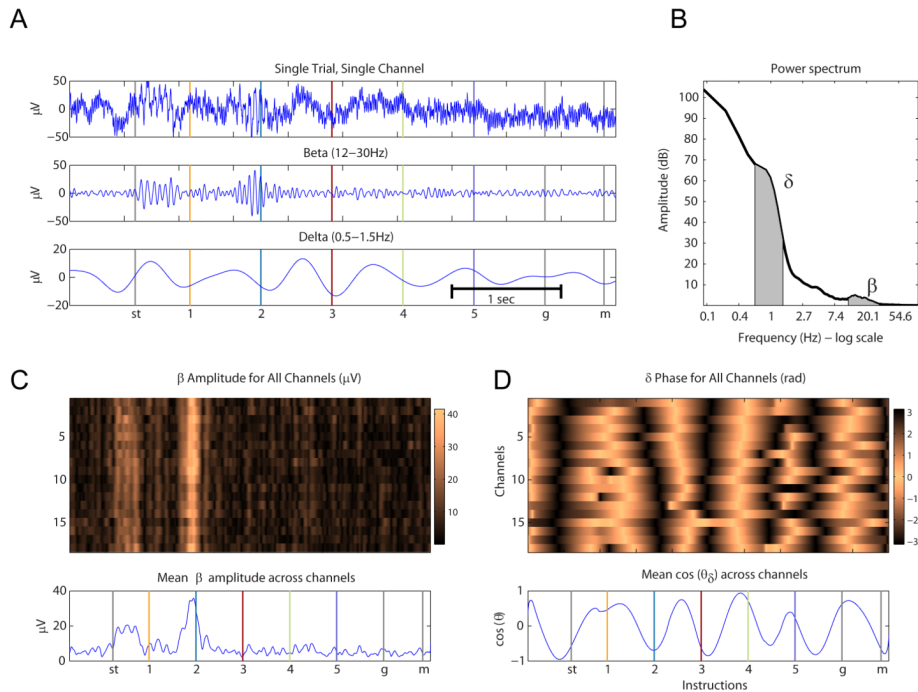 A
B
Single Trial, Single Channel
50
0
-50
μV
Beta (12–30Hz)
50
0
-50
μV
Delta (0.5–1.5Hz)
20
0
-20
μV
1 sec
st 1 2 3 4 5 g m
Power spectrum
100
90
80
70
60
50
40
30
20
10
Amplitude (dB)
δ
β
0.1 0.4 1 2.7 7.4 20.1 54.6
Frequency (Hz) – log scale
C
β Amplitude for All Channels (μV)
5
10
15
40
30
20
10
Mean β amplitude across channels
40
20
0
μV
st 1 2 3 4 5 g m
D
δ Phase for All Channels (rad)
Channels
5
10
15
3
2
1
0
-1
-2
-3
Mean cos (θδ) across channels
1
0
-1
cos (θ)
st 1 2 3 4 5 g m
Instructions